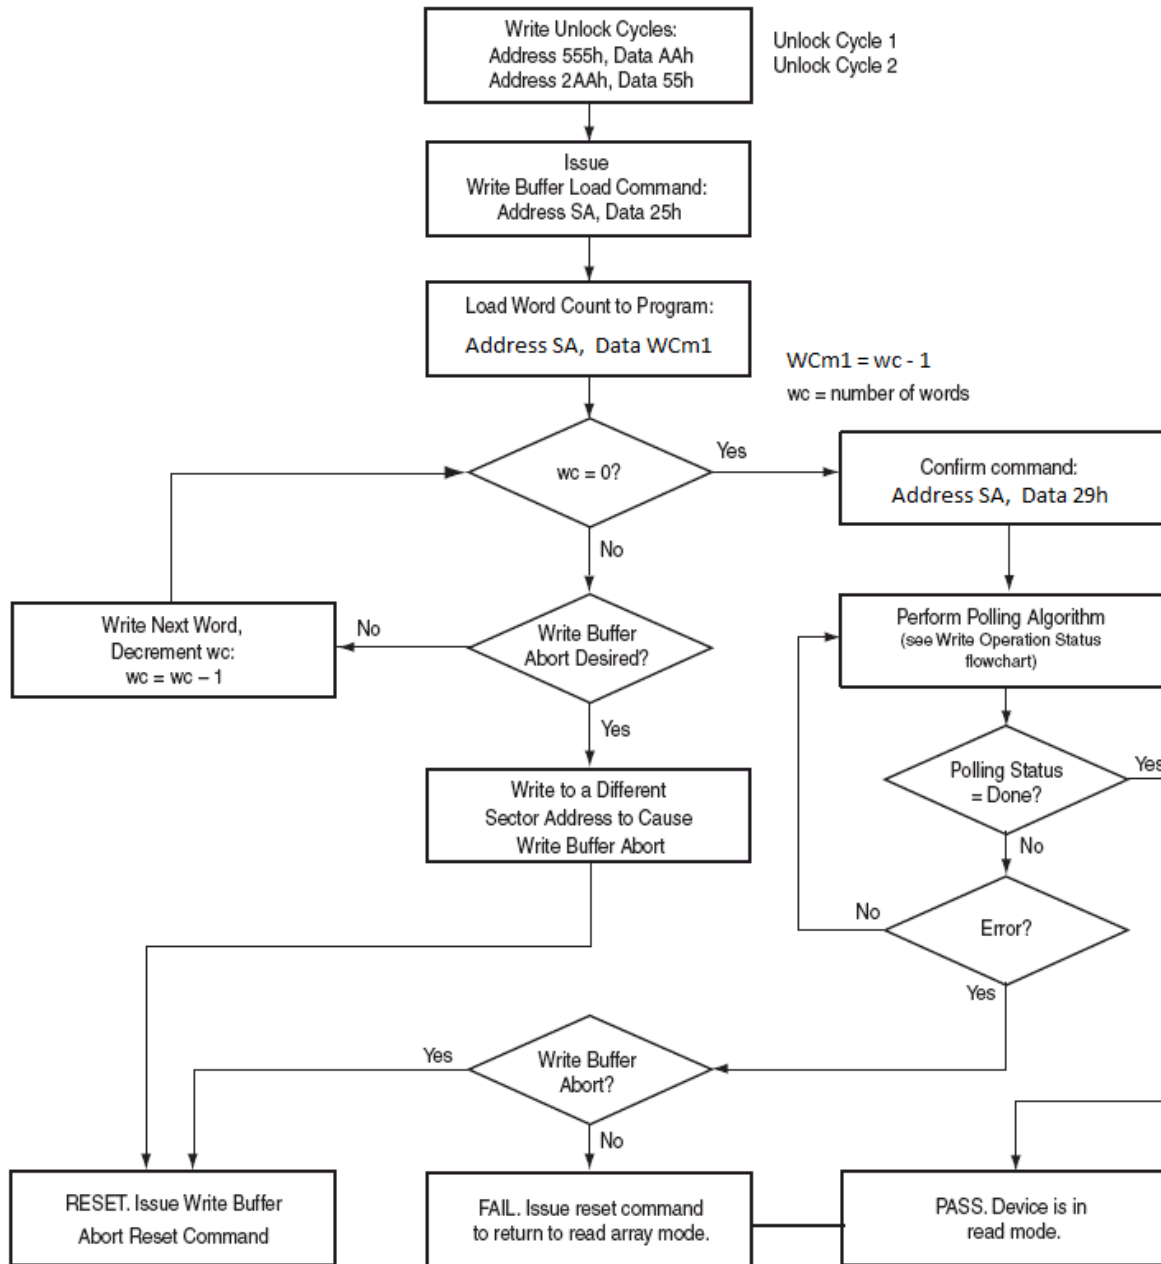 Write Unlock Cycles:
Address 555h, Data AAh
Address 2AAh, Data 55h
Unlock Cycle 1
Unlock Cycle 2
Issue
Write Buffer Load Command:
Address SA, Data 25h
Load Word Count to Program:
Address SA, Data WCm1
WCm1 = wc - 1
wc = number of words
wc = 0?
Yes
No
Confirm command:
Address SA, Data 29h
Write Next Word,
Decrement wc:
wc = wc – 1
No
Write Buffer
Abort Desired?
Yes
Perform Polling Algorithm
(see Write Operation Status
flowchart)
Polling Status
= Done?
Yes
No
Write to a Different
Sector Address to Cause
Write Buffer Abort
No
Error?
Yes
Yes
Write Buffer
Abort?
No
RESET. Issue Write Buffer
Abort Reset Command
FAIL. Issue reset command
to return to read array mode.
PASS. Device is in
read mode.